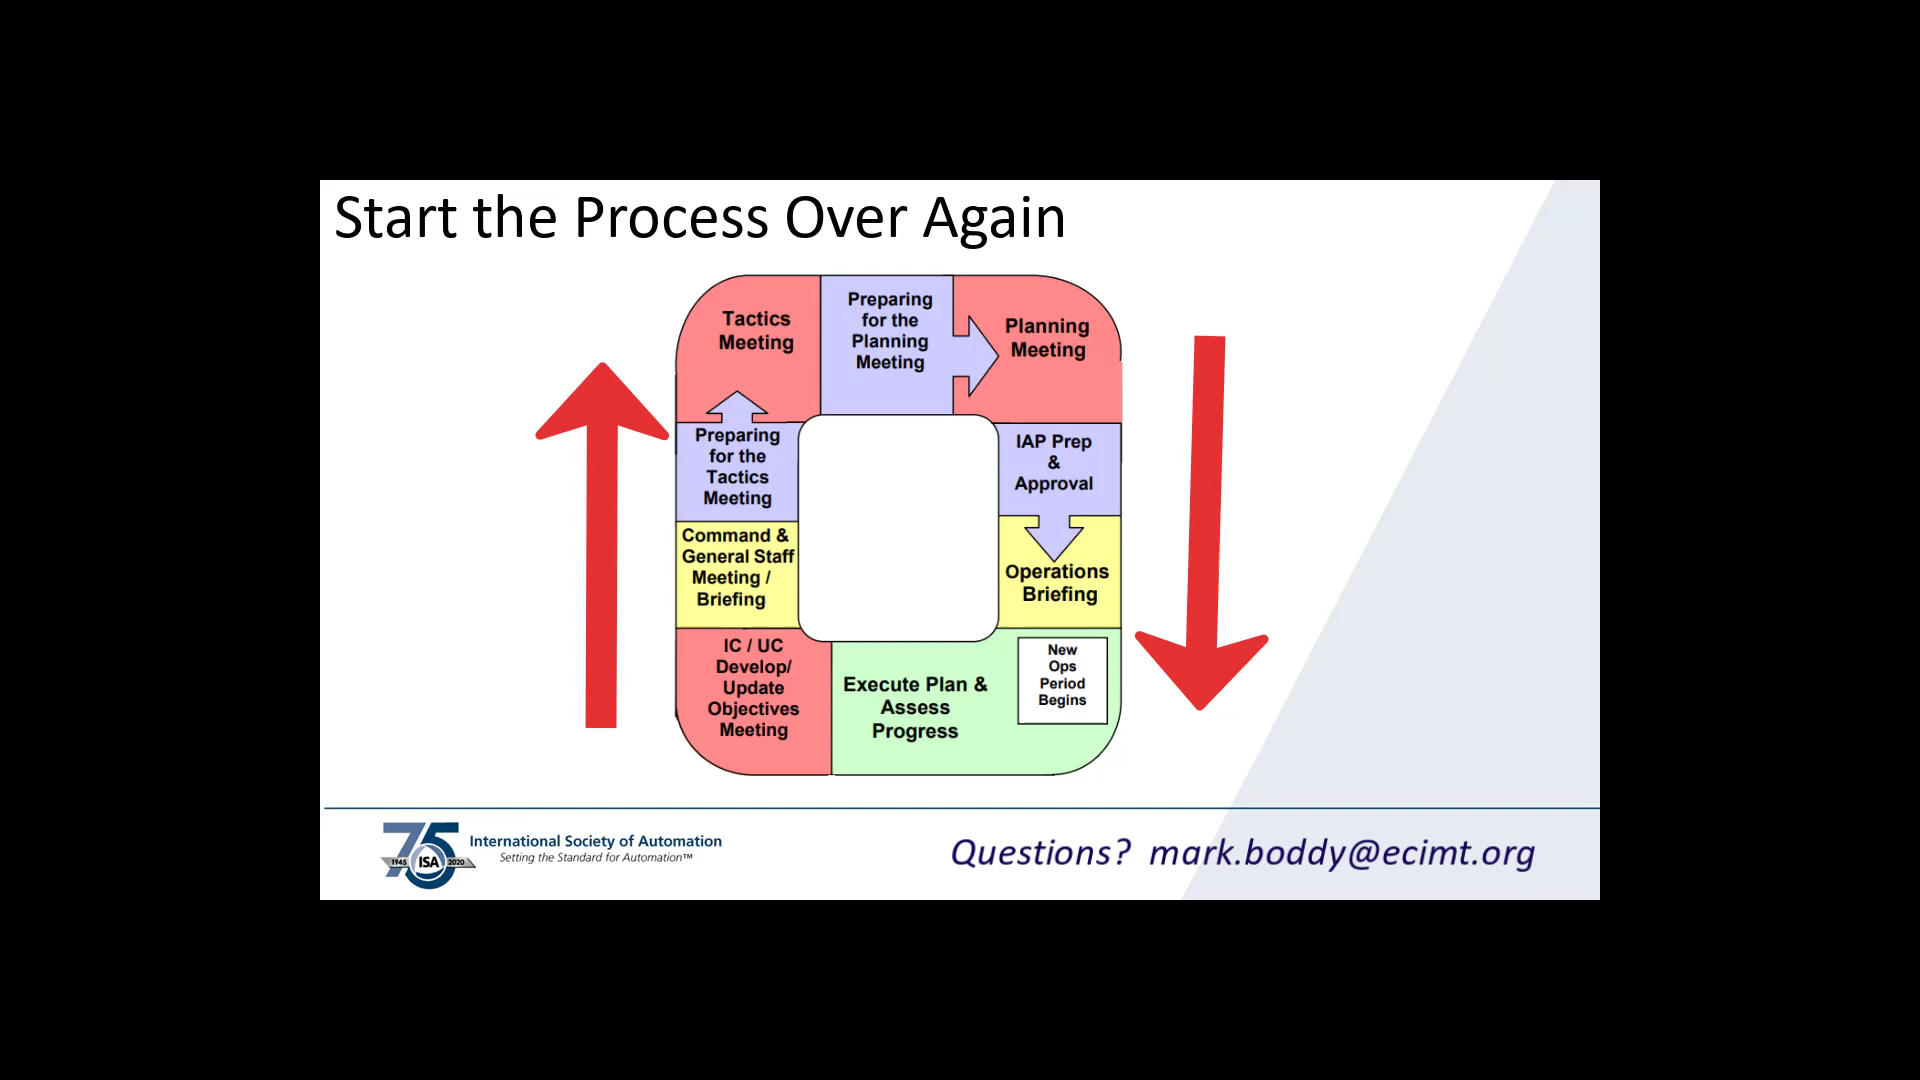 Start the Process Over Again
Tactics
Meeting
Preparing
for the
Planning
Meeting
Planning
Meeting
Preparing
for the
Tactics
Meeting
IAP Prep
&
Approval
Command &
General Staff
Meeting /
Briefing
Operations
Briefing
IC / UC
Develop/
Update
Objectives
Meeting
Execute Plan &
Assess
Progress
New
Ops
Period
Begins
75
1945 ISA 2020
International Society of Automation
Setting the Standard for Automation™
Questions? mark.boddy@ecimt.org